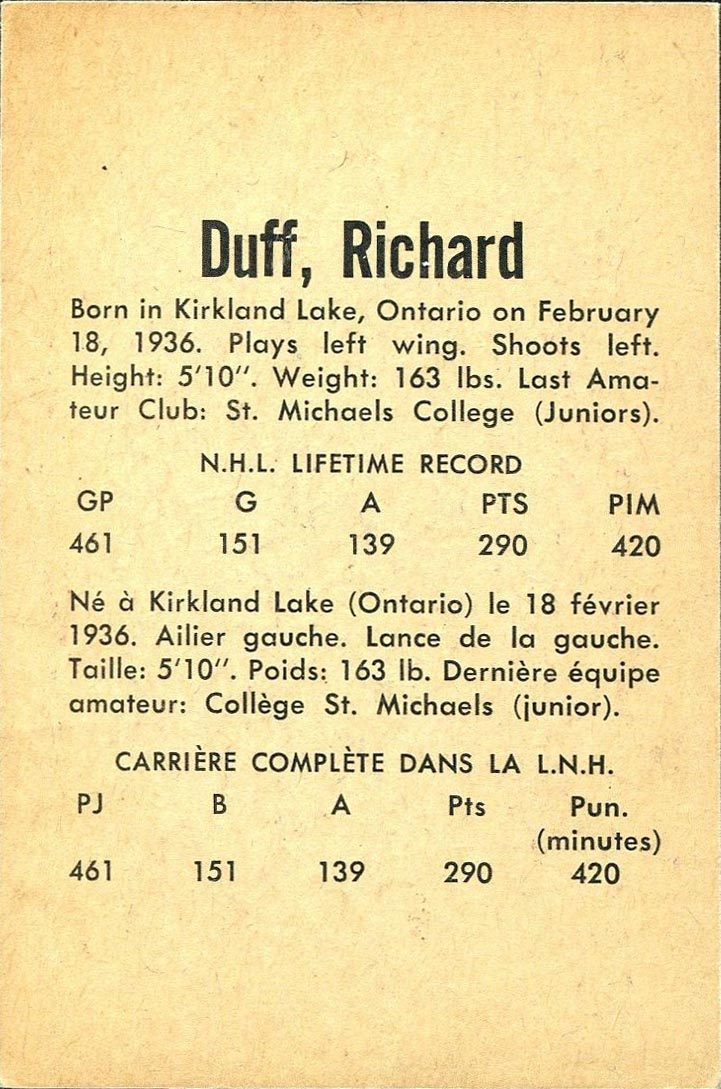 Duff, Richard
Born in Kirkland Lake, Ontario on February
18, 1936. Plays left wing. Shoots left.
Height: 5'10". Weight: 163 lbs. Last Ama-
teur Club: St. Michaels College (Juniors).
N.H.L. LIFETIME RECORD
GP G A PTS PIM
461 151 139 290 420
Né à Kirkland Lake (Ontario) le 18 février
1936. Ailier gauche. Lance de la gauche.
Taille: 5'10". Poids: 163 lb. Dernière équipe
amateur: Collège St. Michaels (junior).
CARRIÈRE COMPLÈTE DANS LA L.N.H.
PJ B A Pts Pun.
(minutes)
461 151 139 290 420